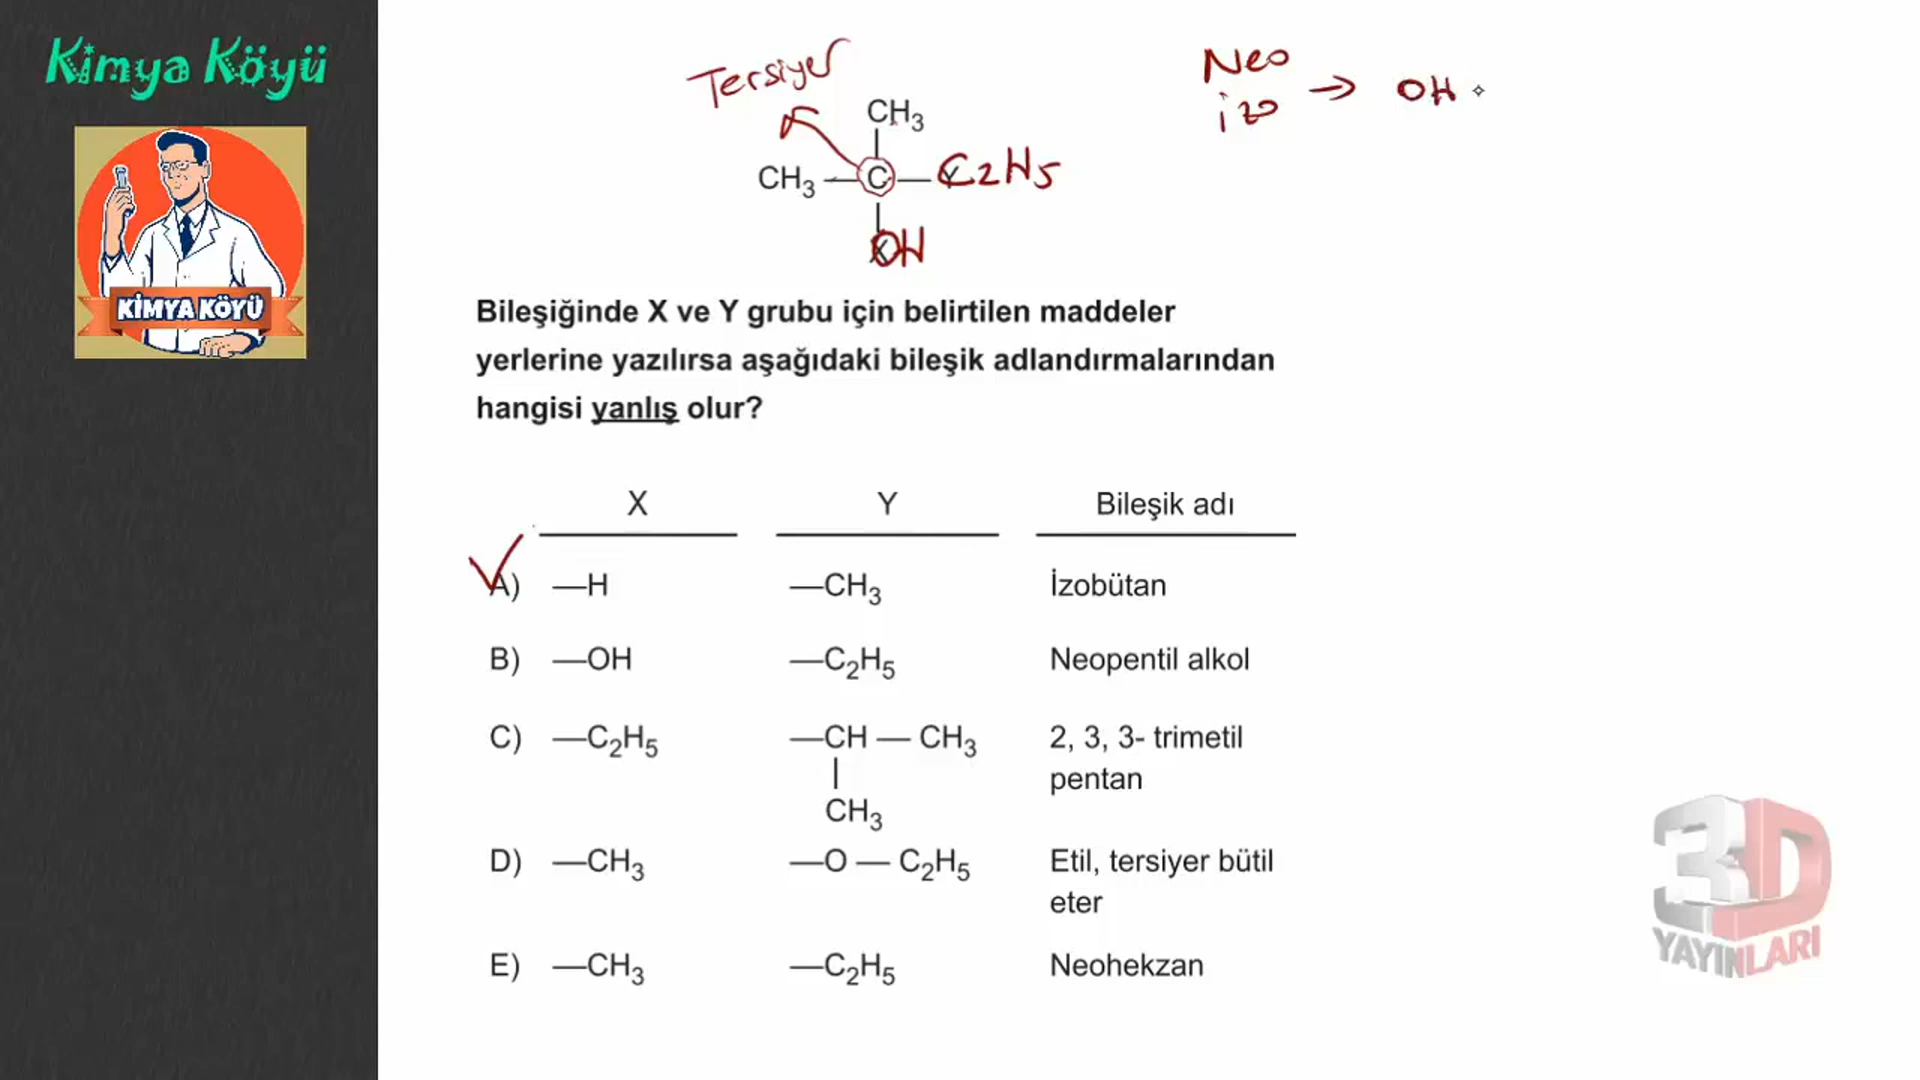 Kimya Köyü
KİMYA KÖYÜ
Tersiyer
Neo
izo → OH
CH3
CH3 — C — C2H5
OH
Bileşiğinde X ve Y grubu için belirtilen maddeler
yerlerine yazılırsa aşağıdaki bileşik adlandırmalarından
hangisi yanlış olur?
X Y Bileşik adı
A) —H —CH3 İzobütan
B) —OH —C2H5 Neopentil alkol
C) —C2H5 —CH — CH3 2, 3, 3- trimetil
pentan
CH3
D) —CH3 —O — C2H5 Etil, tersiyer bütil
eter
E) —CH3 —C2H5 Neohekzan
3D
YAYINLARI